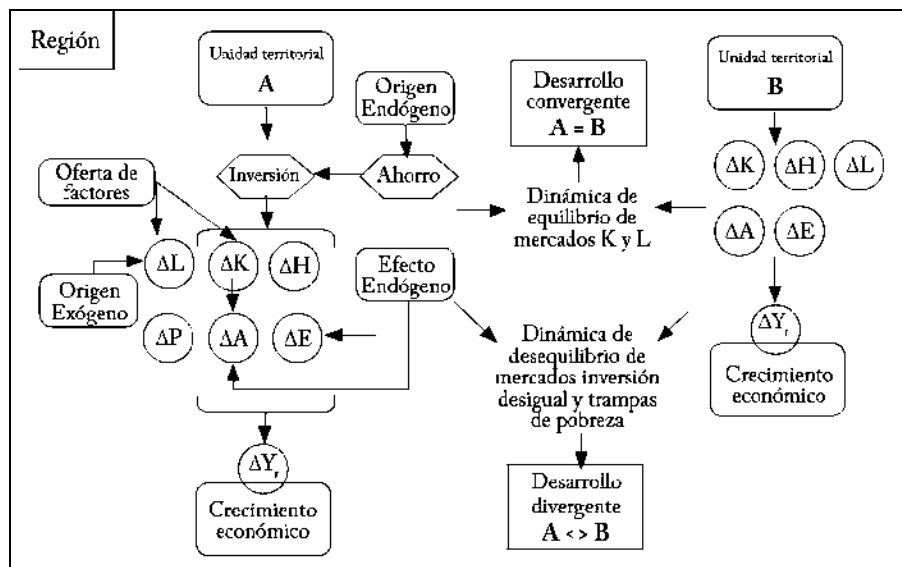 Región
Unidad territorial
A
Origen
Endógeno
Desarrollo
convergente
A = B
Unidad territorial
B
Oferta de
factores
Inversión
Ahorro
Dinámica de
equilibrio de
mercados K y L
ΔK
ΔH
ΔL
ΔA
ΔE
ΔL
ΔK
ΔH
Efecto
Endógeno
Origen
Exógeno
ΔP
ΔA
ΔE
Dinámica de
desequilibrio de
mercados inversión
desigual y trampas
de pobreza
ΔYr
Crecimiento
económico
ΔYr
Crecimiento
económico
Desarrollo
divergente
A <> B